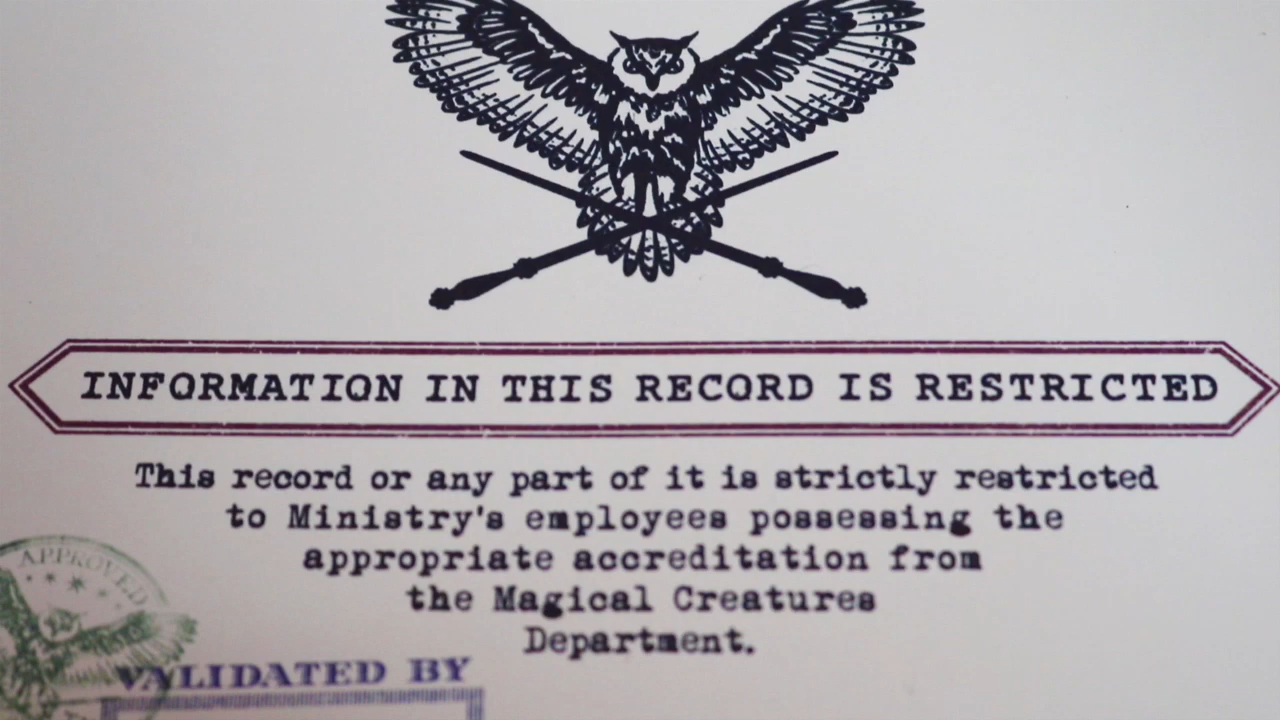 INFORMATION IN THIS RECORD IS RESTRICTED
This record or any part of it is strictly restricted
to Ministry's employees possessing the
appropriate accreditation from
the Magical Creatures
Department.
APPROVED
VALIDATED BY